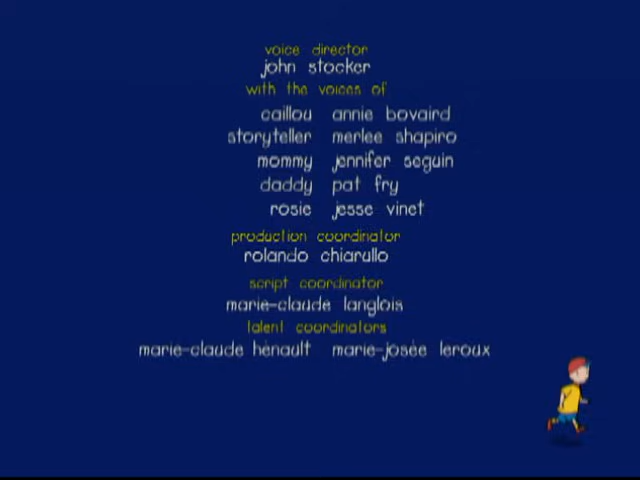 voice director
john stocker
with the voices of
caillou annie bovaird
storyteller merlee shapiro
mommy jennifer seguin
daddy pat fry
rosie jesse vinet
production coordinator
rolando chiarullo
script coordinator
marie-claude langlois
talent coordinators
marie-claude hénault marie-josée leroux